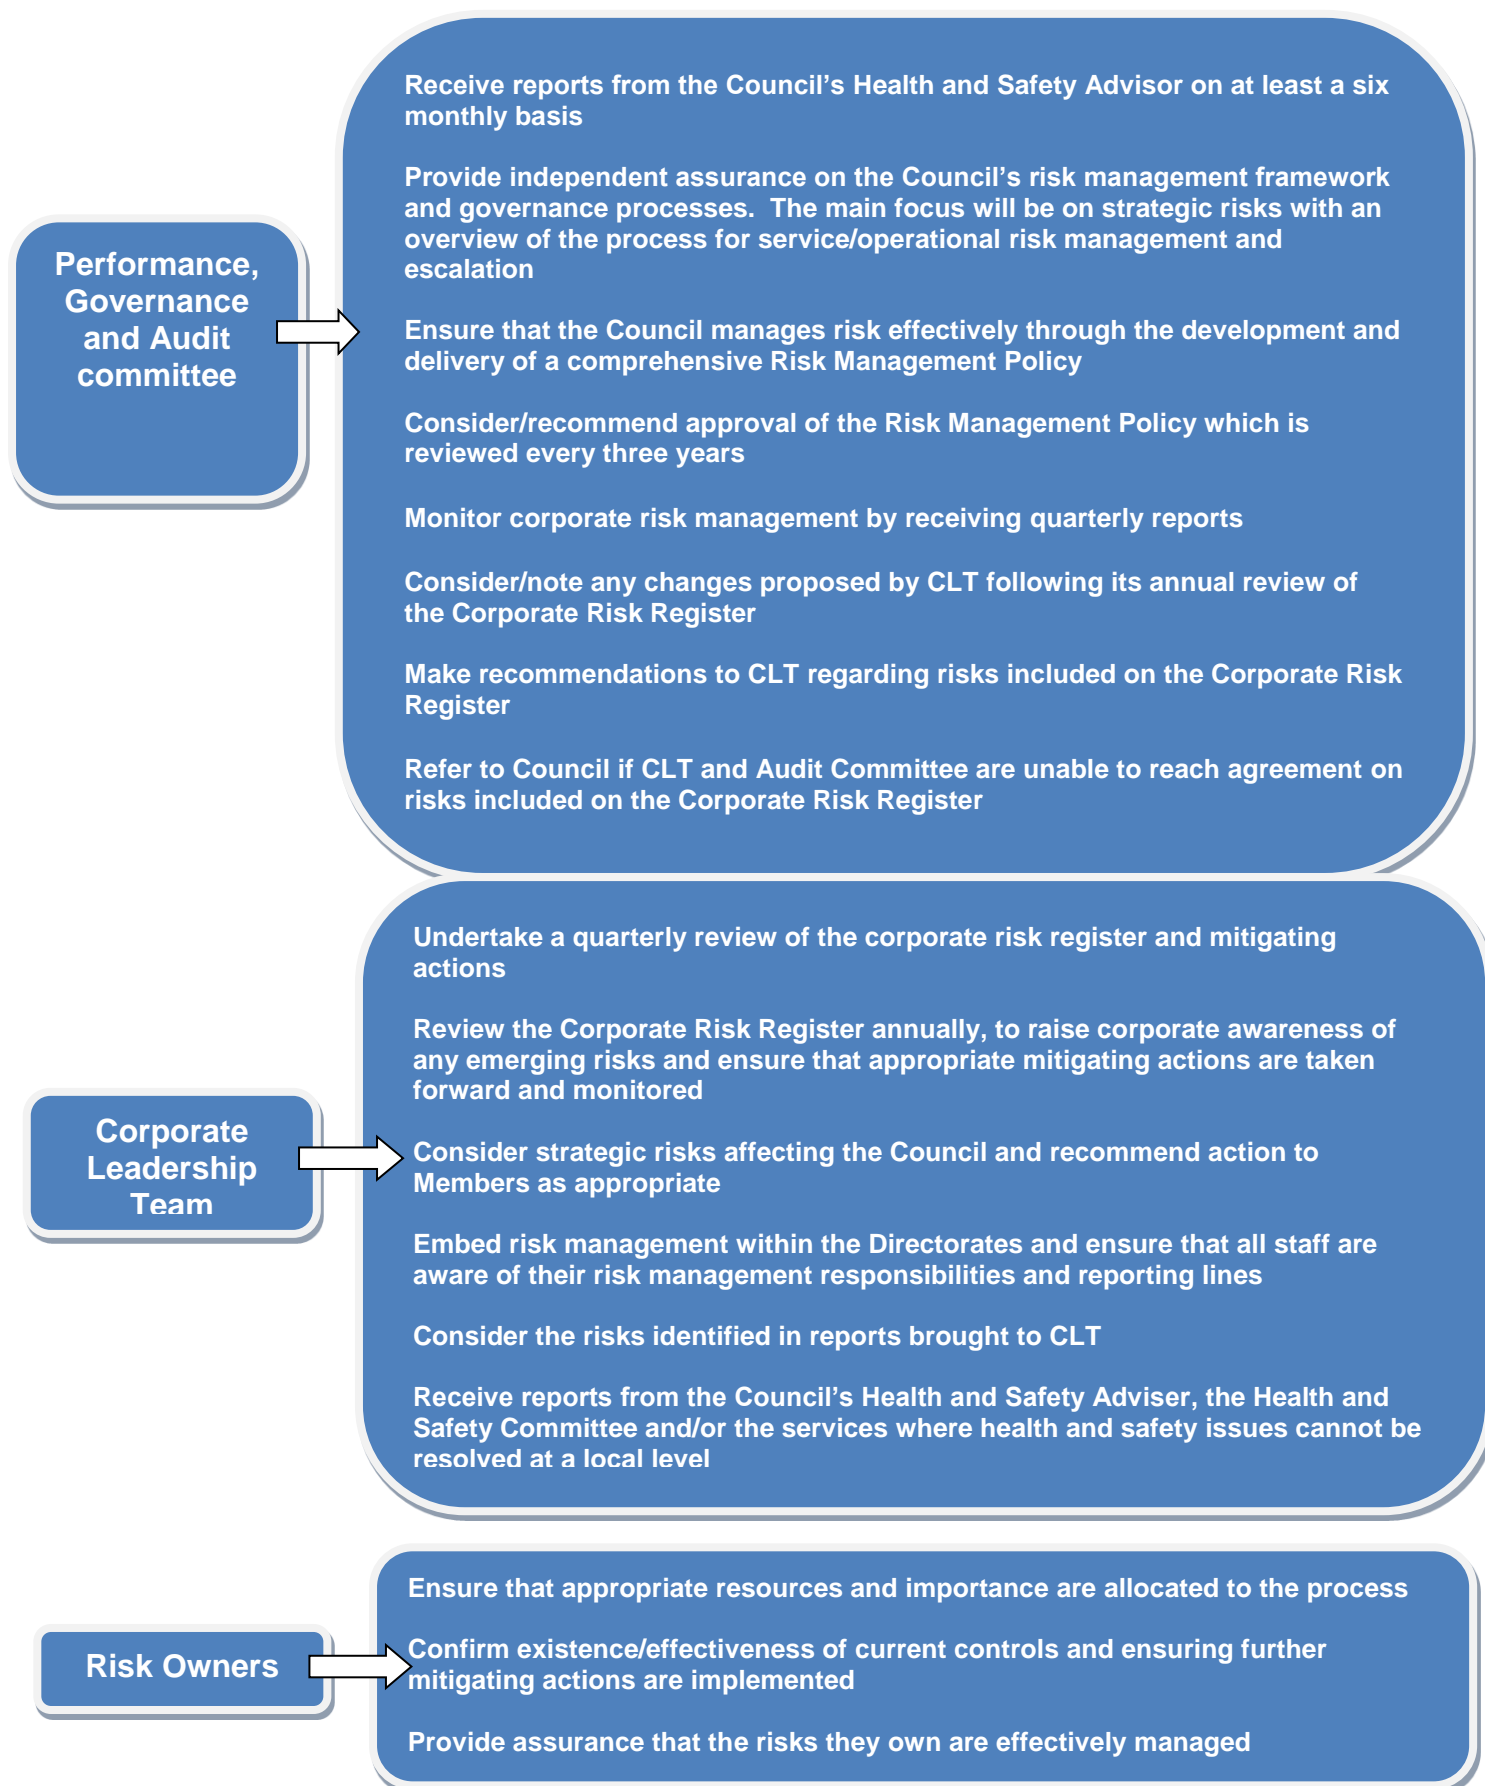 Performance,
Governance
and Audit
committee
Receive reports from the Council’s Health and Safety Advisor on at least a six
monthly basis
Provide independent assurance on the Council’s risk management framework
and governance processes.  The main focus will be on strategic risks with an
overview of the process for service/operational risk management and
escalation
Ensure that the Council manages risk effectively through the development and
delivery of a comprehensive Risk Management Policy
Consider/recommend approval of the Risk Management Policy which is
reviewed every three years
Monitor corporate risk management by receiving quarterly reports
Consider/note any changes proposed by CLT following its annual review of
the Corporate Risk Register
Make recommendations to CLT regarding risks included on the Corporate Risk
Register
Refer to Council if CLT and Audit Committee are unable to reach agreement on
risks included on the Corporate Risk Register
Corporate
Leadership
Team
Undertake a quarterly review of the corporate risk register and mitigating
actions
Review the Corporate Risk Register annually, to raise corporate awareness of
any emerging risks and ensure that appropriate mitigating actions are taken
forward and monitored
Consider strategic risks affecting the Council and recommend action to
Members as appropriate
Embed risk management within the Directorates and ensure that all staff are
aware of their risk management responsibilities and reporting lines
Consider the risks identified in reports brought to CLT
Receive reports from the Council’s Health and Safety Adviser, the Health and
Safety Committee and/or the services where health and safety issues cannot be
resolved at a local level
Risk Owners
Ensure that appropriate resources and importance are allocated to the process
Confirm existence/effectiveness of current controls and ensuring further
mitigating actions are implemented
Provide assurance that the risks they own are effectively managed